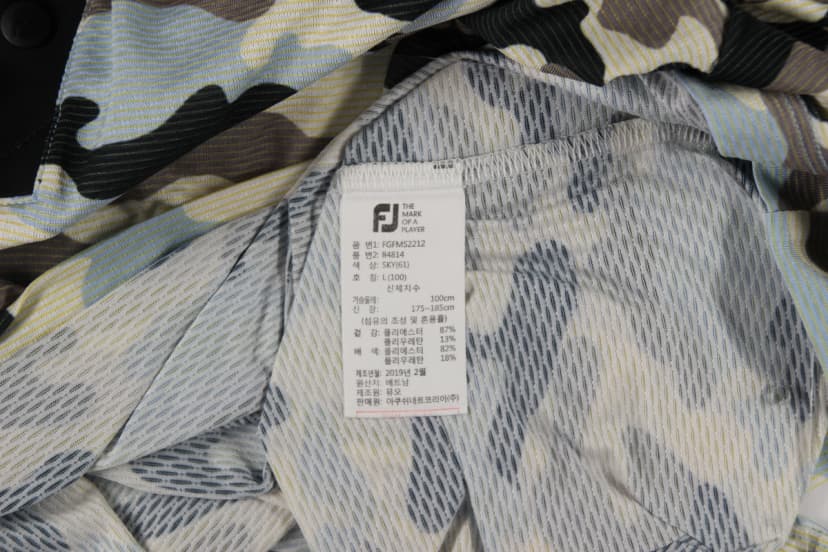 FJ
THE
MARK
OF A
PLAYER
품 번1: FGFMS2212
품 번2: 84814
색 상: SKY(61)
호 칭: L (100)
신체치수
가슴둘레: 100cm
신 장: 175~185cm
(섬유의 조성 및 혼용률)
겉 감: 폴리에스터 87%
폴리우레탄 13%
배 색: 폴리에스터 82%
폴리우레탄 18%
제조년월: 2019년 2월
원산지: 베트남
제조원: 뮤오
판매원: 아쿠쉬네트코리아(주)